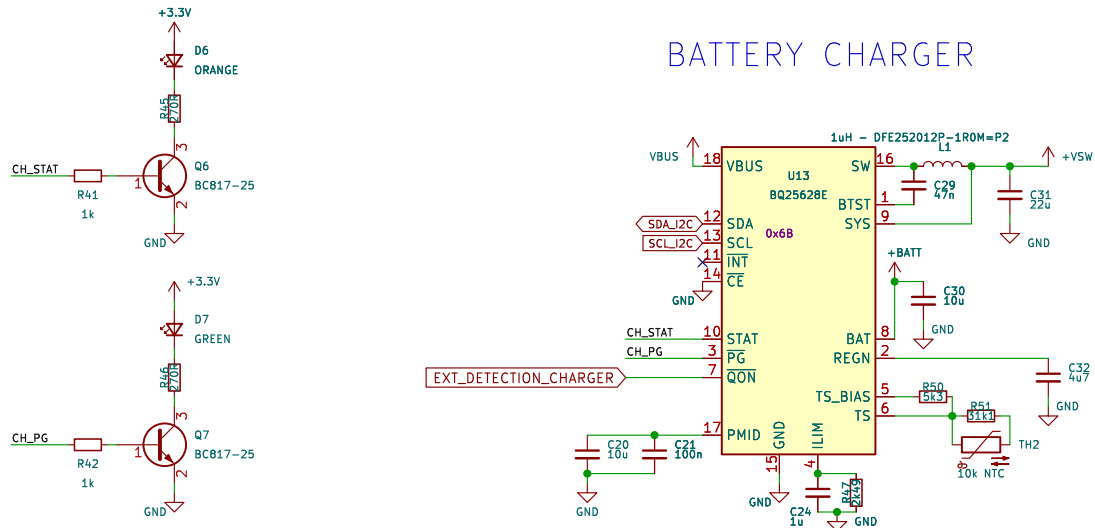 +3.3V
D6
ORANGE
R45
270R
3
CH_STAT
Q6
1
BC817-25
R41
2
1k
GND
+3.3V
D7
GREEN
R46
270R
3
CH_PG
Q7
1
BC817-25
R42
2
1k
GND
BATTERY CHARGER
1uH - DFE252012P-1R0M=P2
L1
VBUS
18
VBUS
U13
BQ25628E
0x6B
SW
16
+VSW
C29
47n
C31
22u
GND
BTST
1
SYS
9
SDA_I2C
12
SDA
SCL_I2C
13
SCL
11
INT
14
CE
GND
+BATT
C30
10u
GND
CH_STAT
10
STAT
BAT
8
CH_PG
3
PG
REGN
2
C32
4u7
GND
EXT_DETECTION_CHARGER
7
QON
TS_BIAS
5
R50
5k3
TS
6
R51
31k1
TH2
10k NTC
17
PMID
C20
10u
C21
100n
GND
GND
15
GND
ILIM
4
R47
2k49
C24
1u
GND